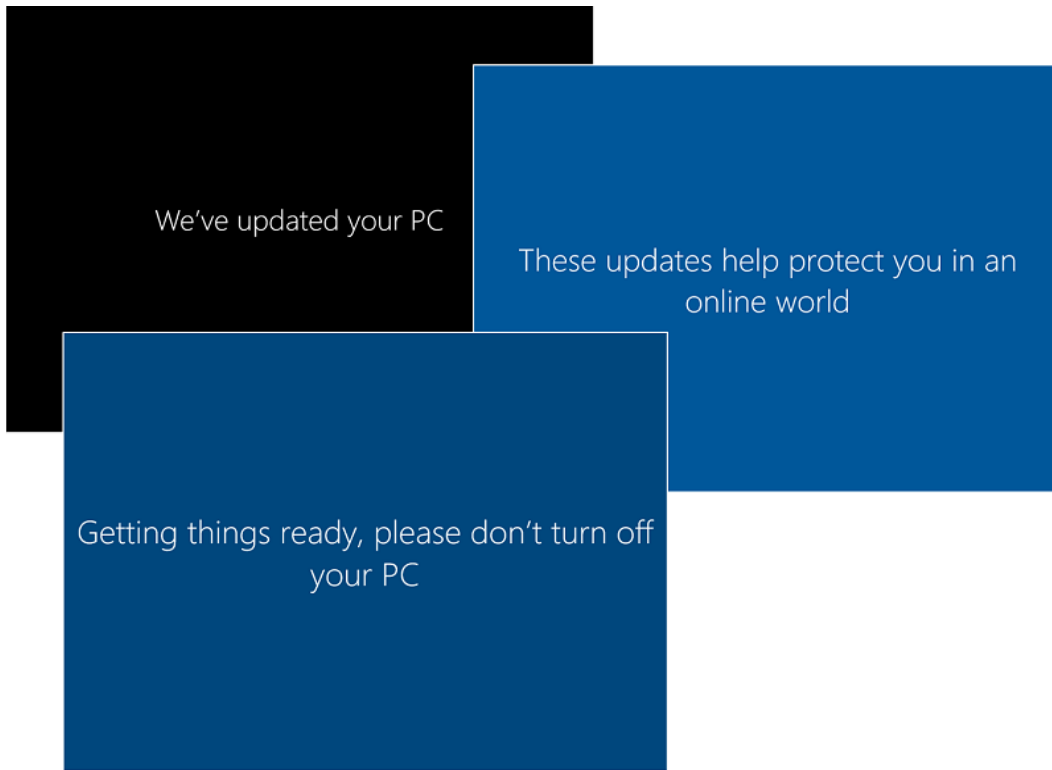 We’ve updated your PC
These updates help protect you in an
online world
Getting things ready, please don’t turn off
your PC